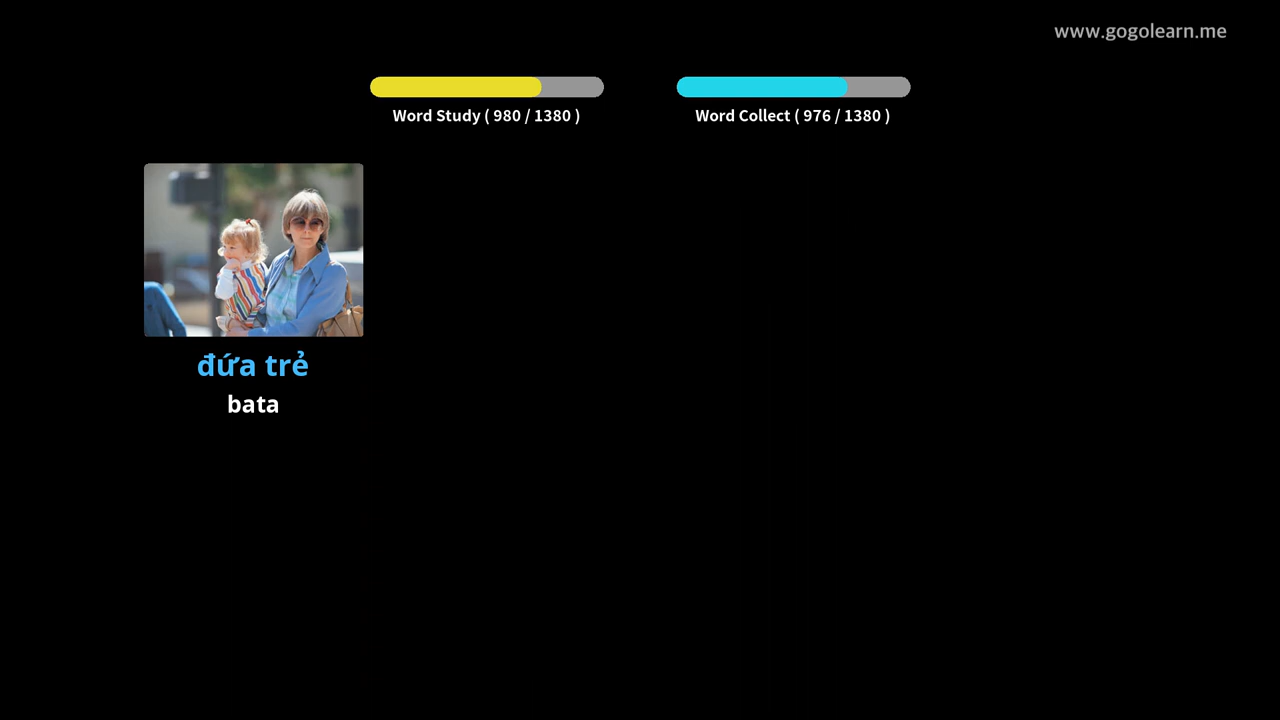 www.gogolearn.me
Word Study ( 980 / 1380 )
Word Collect ( 976 / 1380 )
đứa trẻ
bata